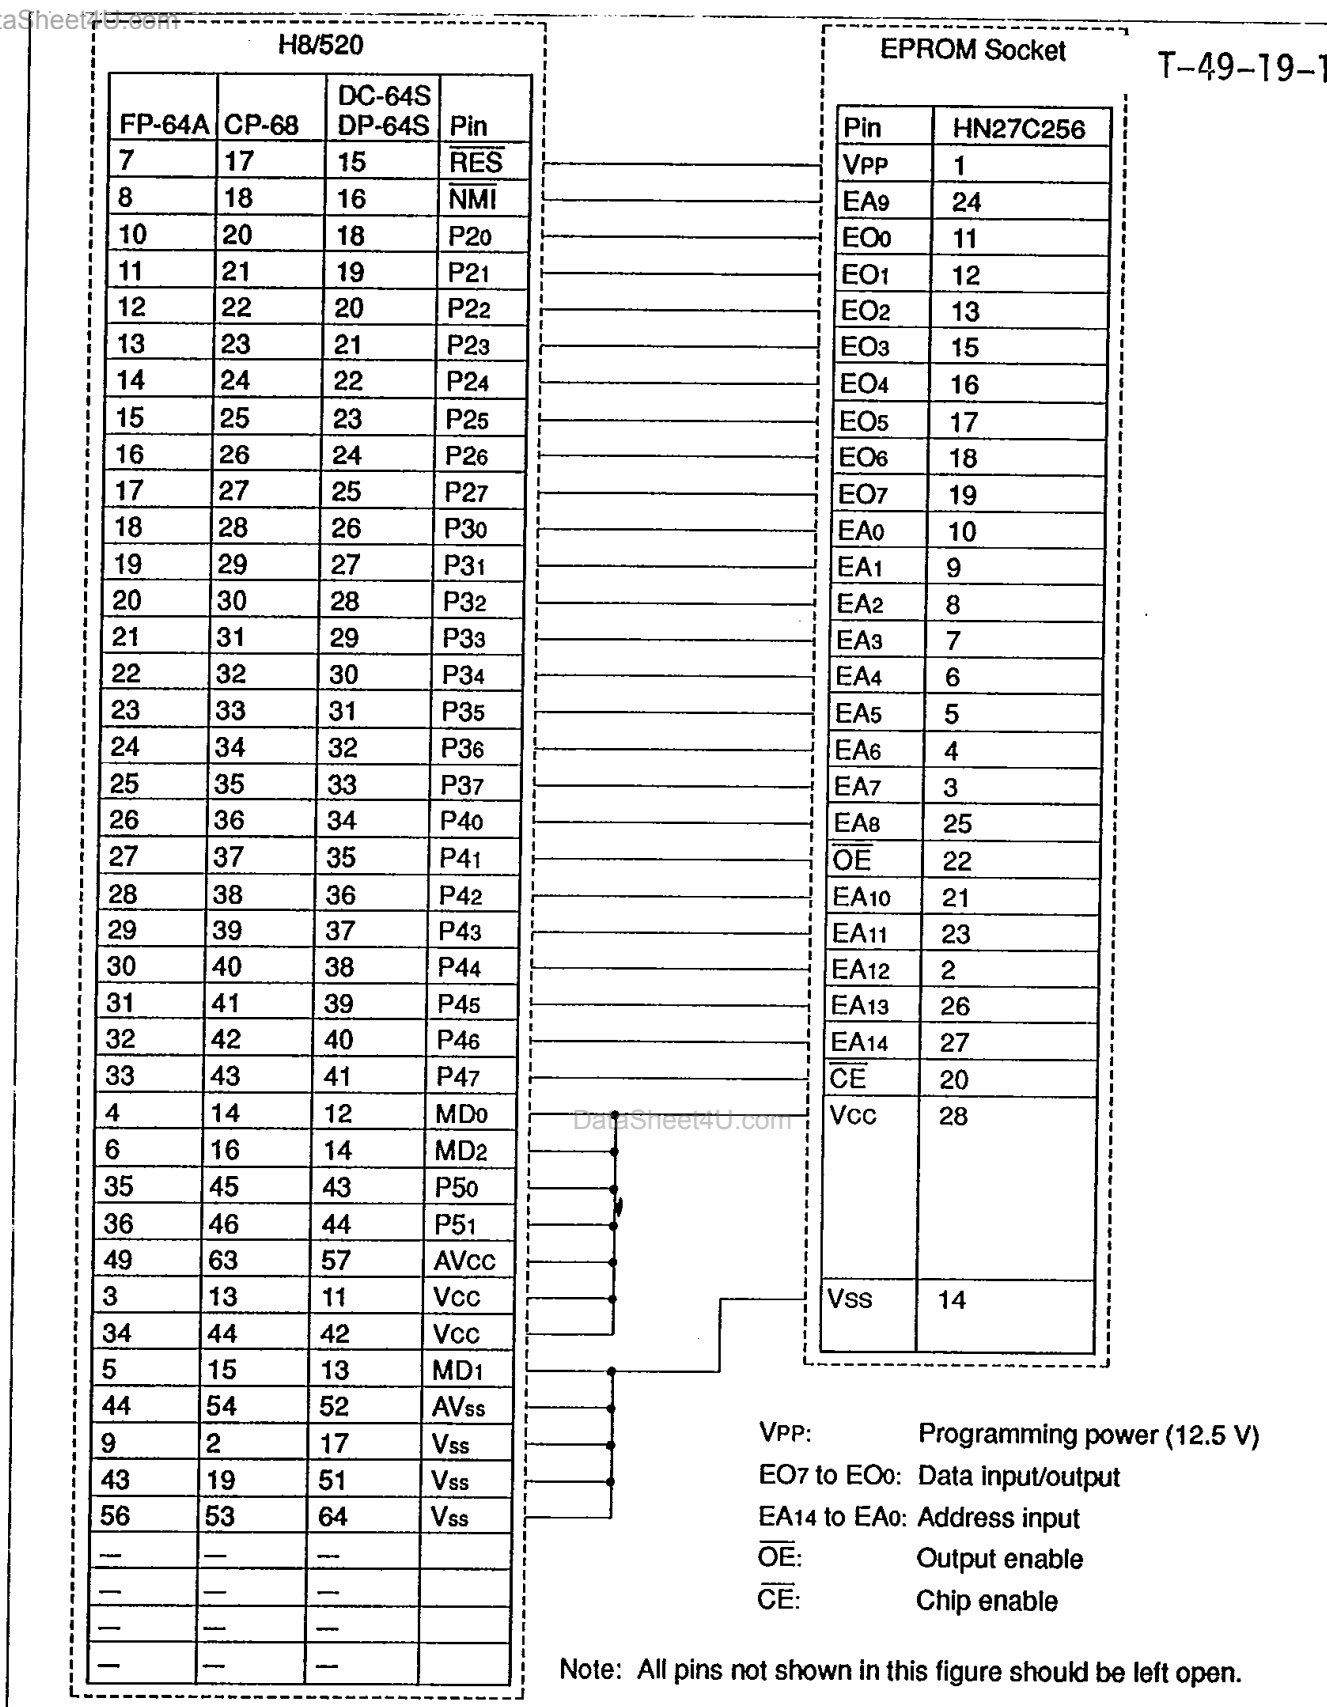 aSheet4U.com
H8/520
EPROM Socket
T-49-19-1
FP-64A CP-68 DC-64S DP-64S Pin
Pin HN27C256
7 17 15 RES
VPP 1
8 18 16 NMI
EA9 24
10 20 18 P20
EO0 11
11 21 19 P21
EO1 12
12 22 20 P22
EO2 13
13 23 21 P23
EO3 15
14 24 22 P24
EO4 16
15 25 23 P25
EO5 17
16 26 24 P26
EO6 18
17 27 25 P27
EO7 19
18 28 26 P30
EA0 10
19 29 27 P31
EA1 9
20 30 28 P32
EA2 8
21 31 29 P33
EA3 7
22 32 30 P34
EA4 6
23 33 31 P35
EA5 5
24 34 32 P36
EA6 4
25 35 33 P37
EA7 3
26 36 34 P40
EA8 25
27 37 35 P41
OE 22
28 38 36 P42
EA10 21
29 39 37 P43
EA11 23
30 40 38 P44
EA12 2
31 41 39 P45
EA13 26
32 42 40 P46
EA14 27
33 43 41 P47
CE 20
4 14 12 MD0
DataSheet4U.com
VCC 28
6 16 14 MD2
35 45 43 P50
36 46 44 P51
49 63 57 AVCC
3 13 11 VCC
VSS 14
34 44 42 VCC
5 15 13 MD1
44 54 52 AVSS
9 2 17 VSS
43 19 51 VSS
56 53 64 VSS
— — —
— — —
— — —
— — —
VPP: Programming power (12.5 V)
EO7 to EO0: Data input/output
EA14 to EA0: Address input
OE: Output enable
CE: Chip enable
Note: All pins not shown in this figure should be left open.